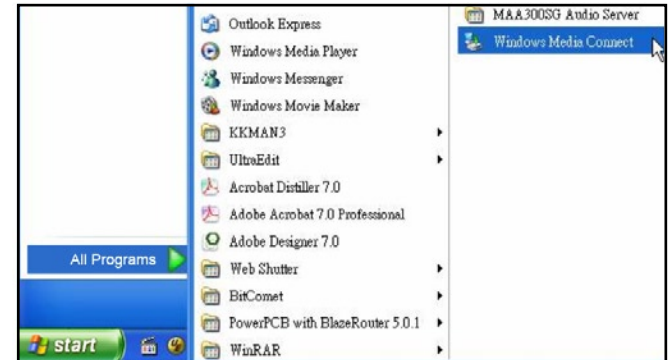 Outlook Express
Windows Media Player
Windows Messenger
Windows Movie Maker
KKMAN3
UltraEdit
Acrobat Distiller 7.0
Adobe Acrobat 7.0 Professional
Adobe Designer 7.0
Web Shutter
BitComet
PowerPCB with BlazeRouter 5.0.1
WinRAR
MAA300SG Audio Server
Windows Media Connect
All Programs
start